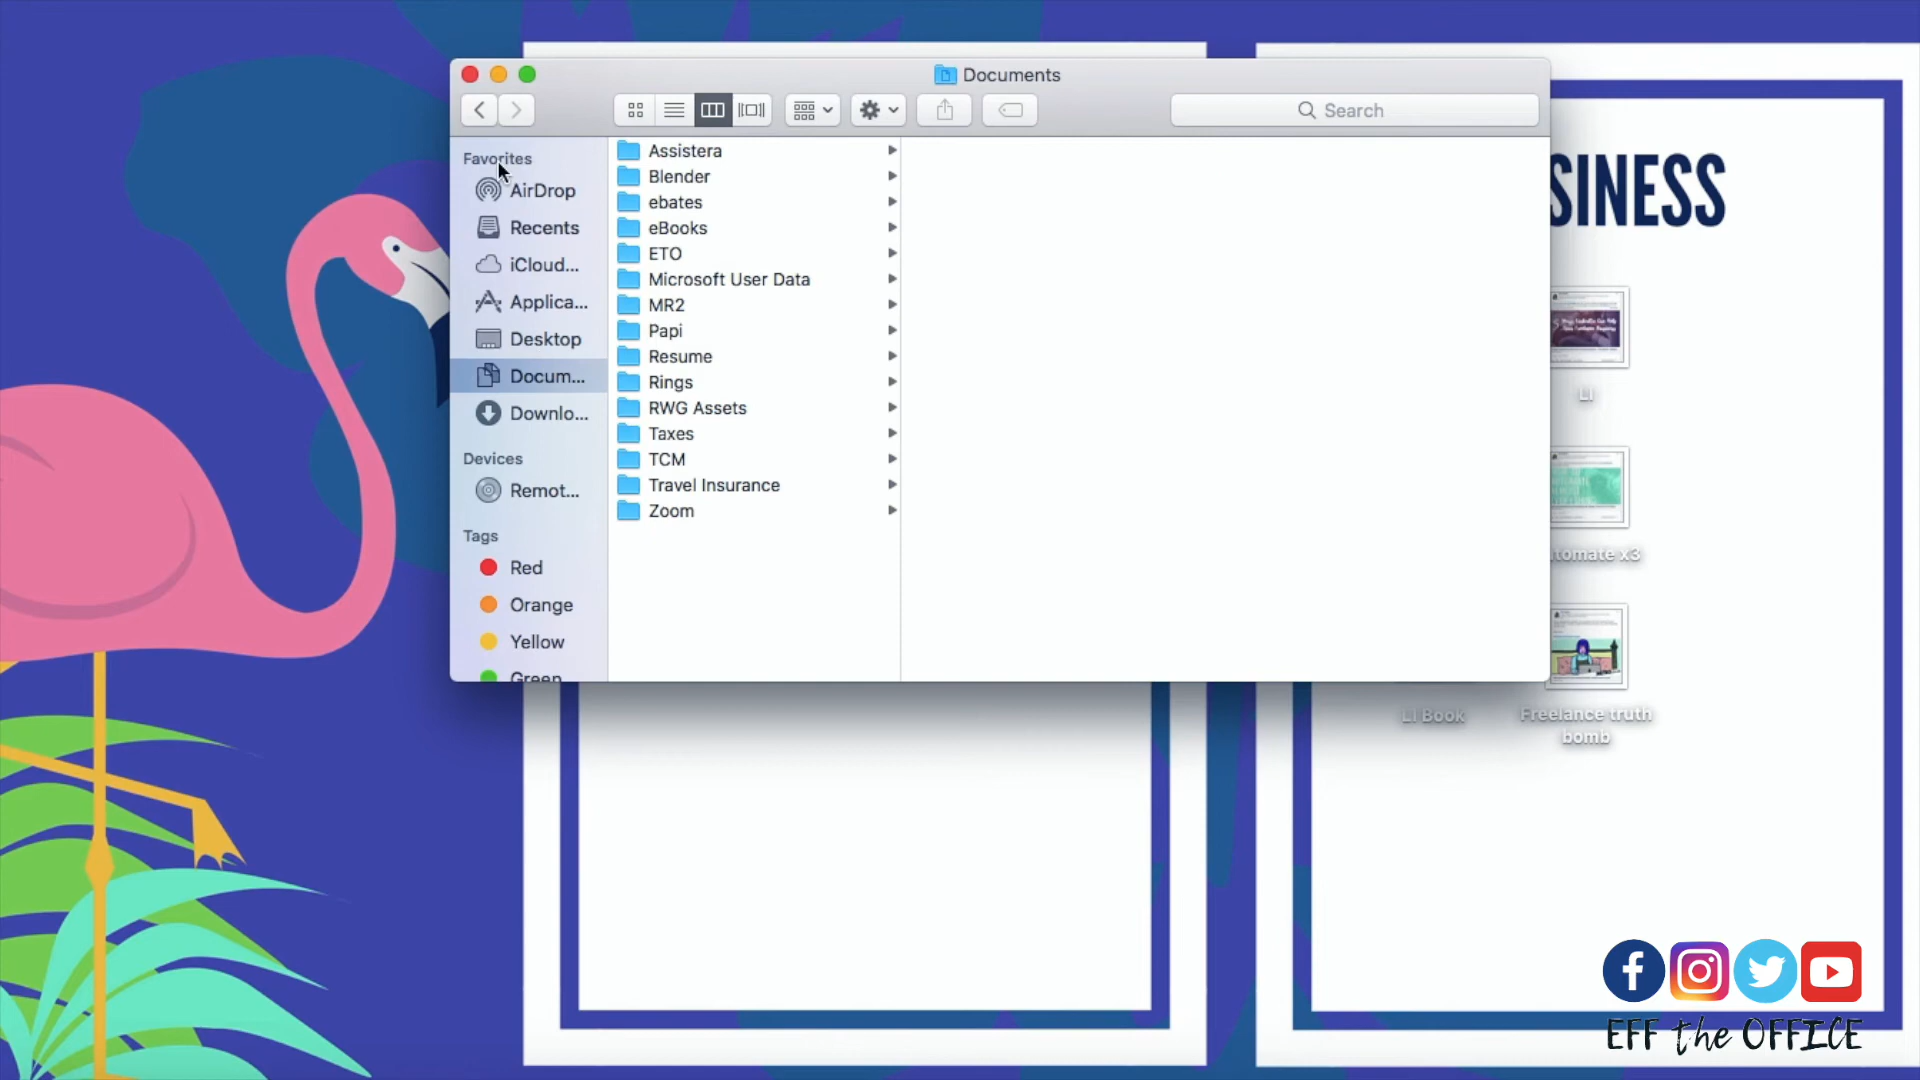 Documents
Search
Favorites
AirDrop
Recents
iCloud...
Applica...
Desktop
Docum...
Downlo...
Devices
Remot...
Tags
Red
Orange
Yellow
Green
Assistera
Blender
ebates
eBooks
ETO
Microsoft User Data
MR2
Papi
Resume
Rings
RWG Assets
Taxes
TCM
Travel Insurance
Zoom
SINESS
LI
tomate x3
LI Book
Freelance truth
bomb
EFF the OFFICE